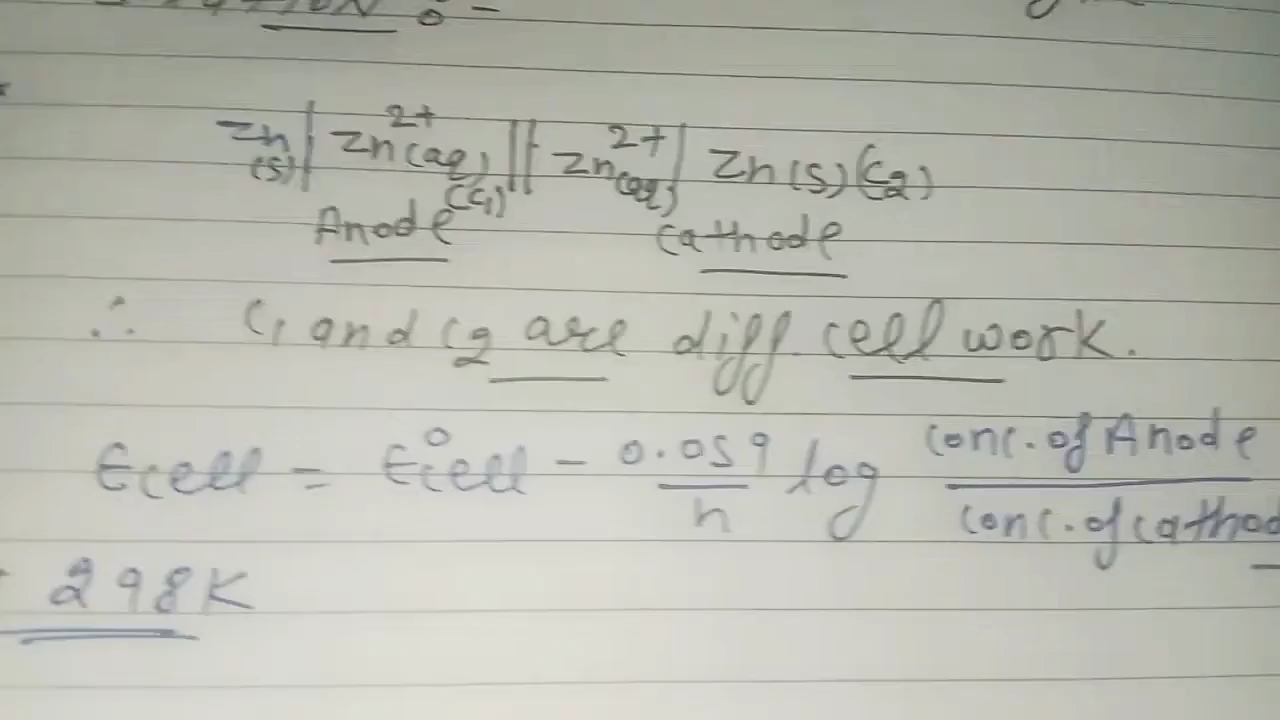 Zn(s) | Zn²⁺(aq)(C₁) || Zn²⁺(aq) | Zn(s)(C₂)
Anode Cathode
∴ C₁ and C₂ are diff cell work.
Ecell = E°cell - 0.059/n log conc. of Anode/conc. of cathod
298K